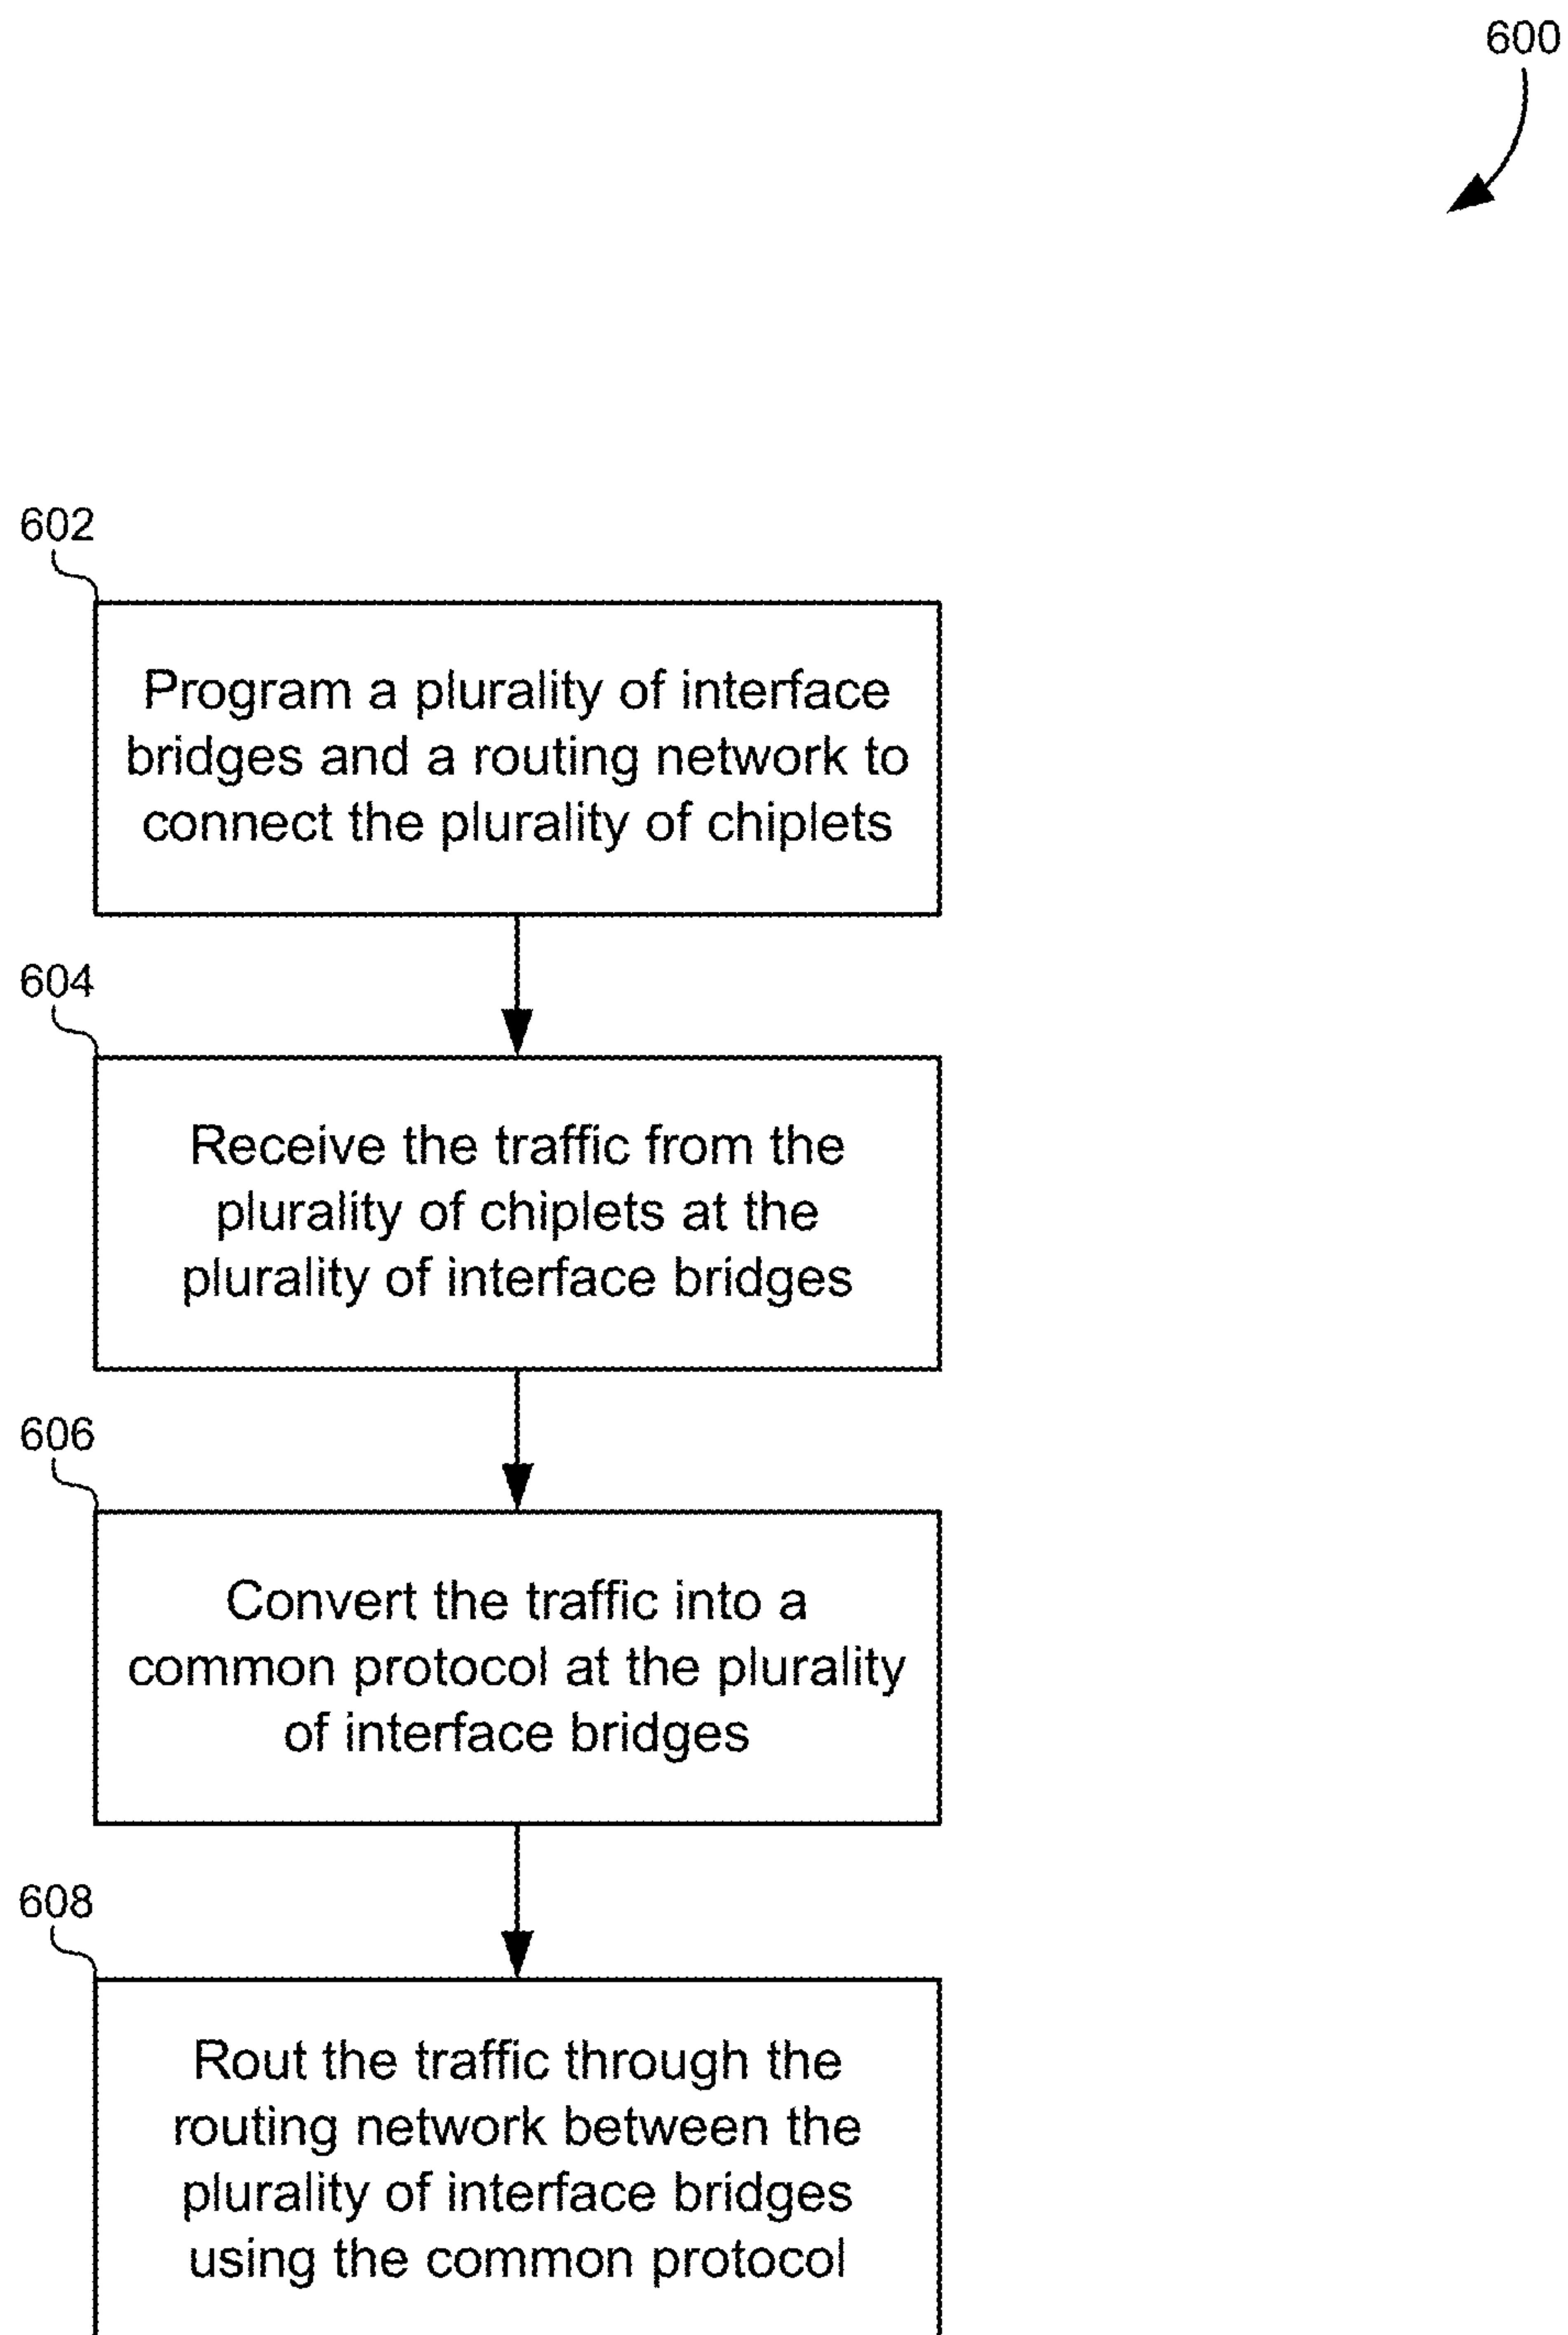 600
602
Program a plurality of interface
bridges and a routing network to
connect the plurality of chiplets
604
Receive the traffic from the
plurality of chiplets at the
plurality of interface bridges
606
Convert the traffic into a
common protocol at the plurality
of interface bridges
608
Rout the traffic through the
routing network between the
plurality of interface bridges
using the common protocol